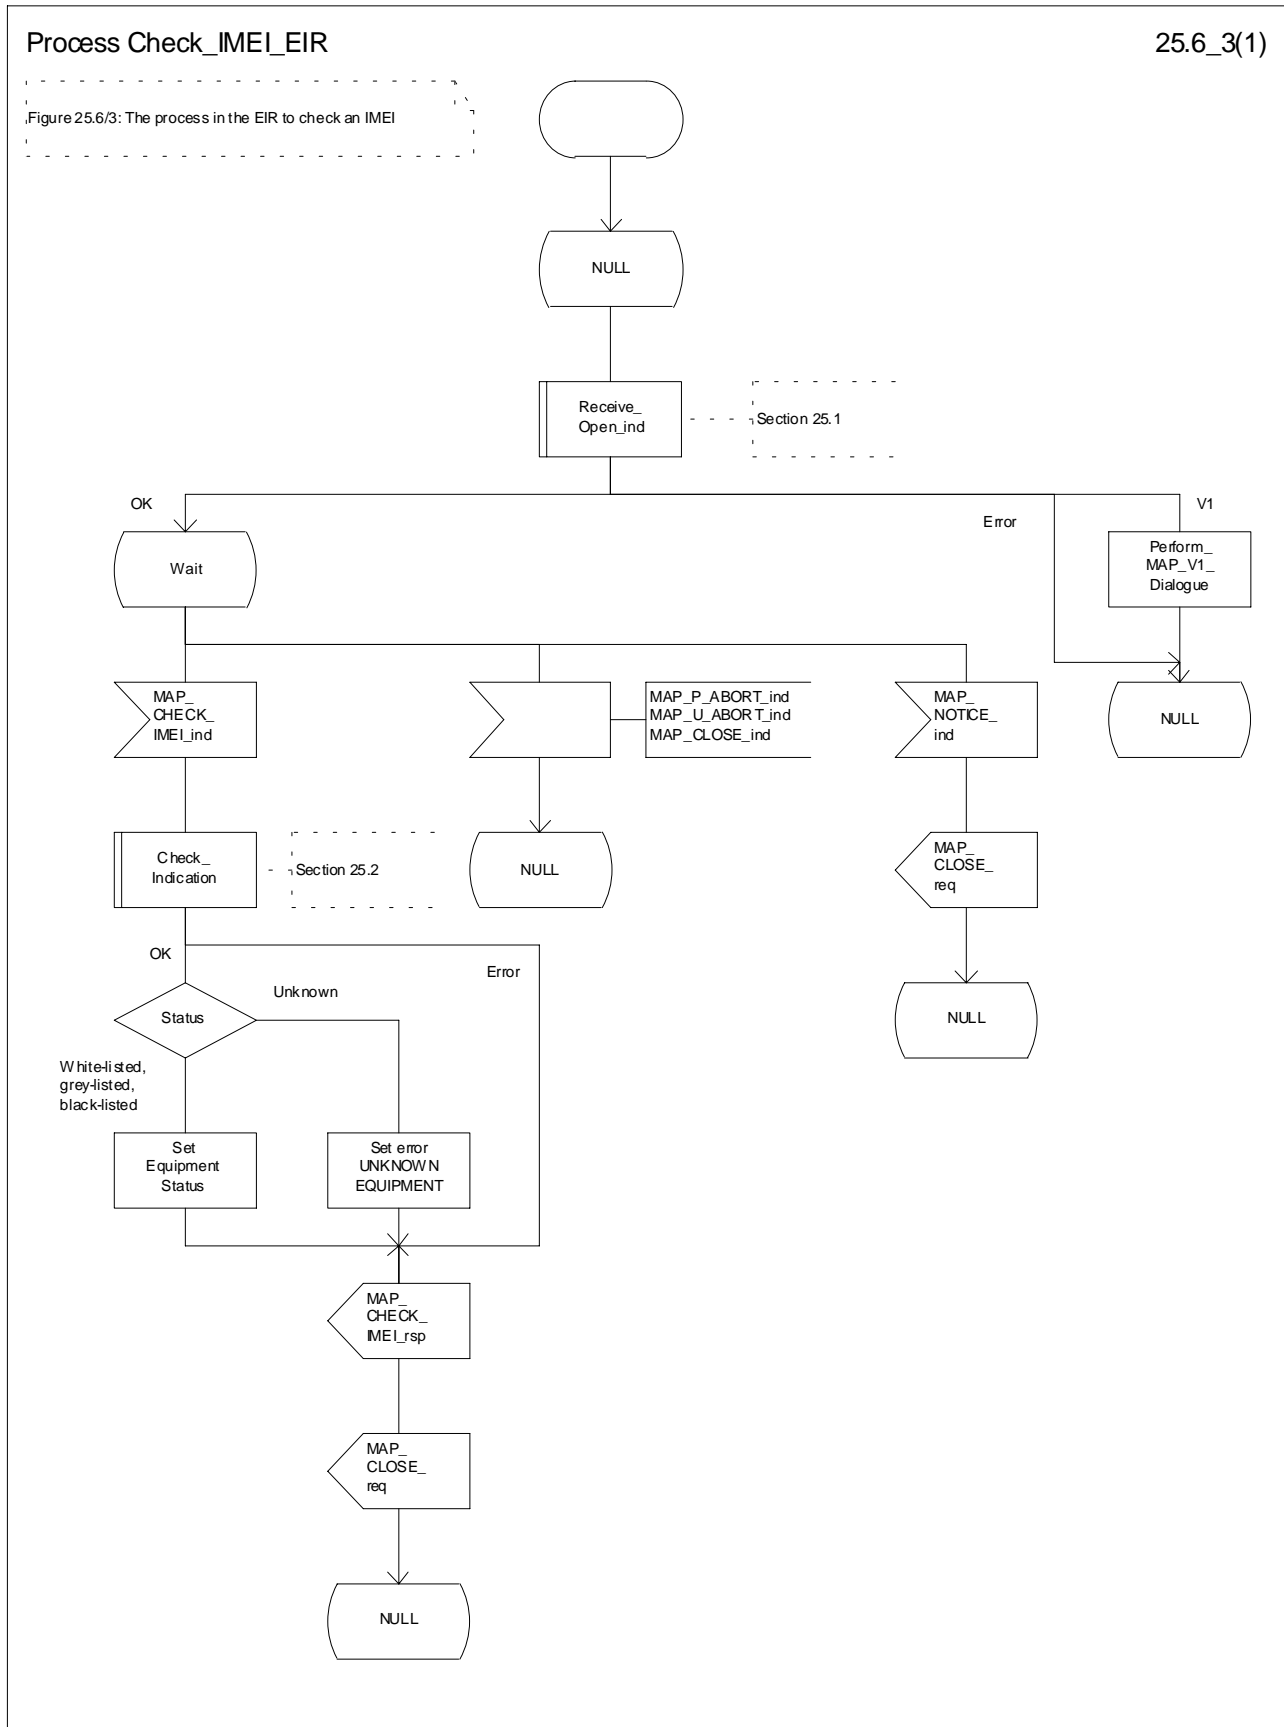 Process Check_IMEI_EIR
25.6_3(1)
Figure 25.6/3: The process in the EIR to check an IMEI
NULL
Receive_
Open_ind
Section 25.1
OK
Error
V1
Wait
Perform_
MAP_V1_
Dialogue
MAP_
CHECK_
IMEI_ind
MAP_P_ABORT_ind
MAP_U_ABORT_ind
MAP_CLOSE_ind
MAP_
NOTICE_
ind
NULL
Check_
Indication
Section 25.2
NULL
MAP_
CLOSE_
req
OK
Error
Unknown
Status
NULL
White-listed,
grey-listed,
black-listed
Set
Equipment
Status
Set error
UNKNOWN
EQUIPMENT
MAP_
CHECK_
IMEI_rsp
MAP_
CLOSE_
req
NULL